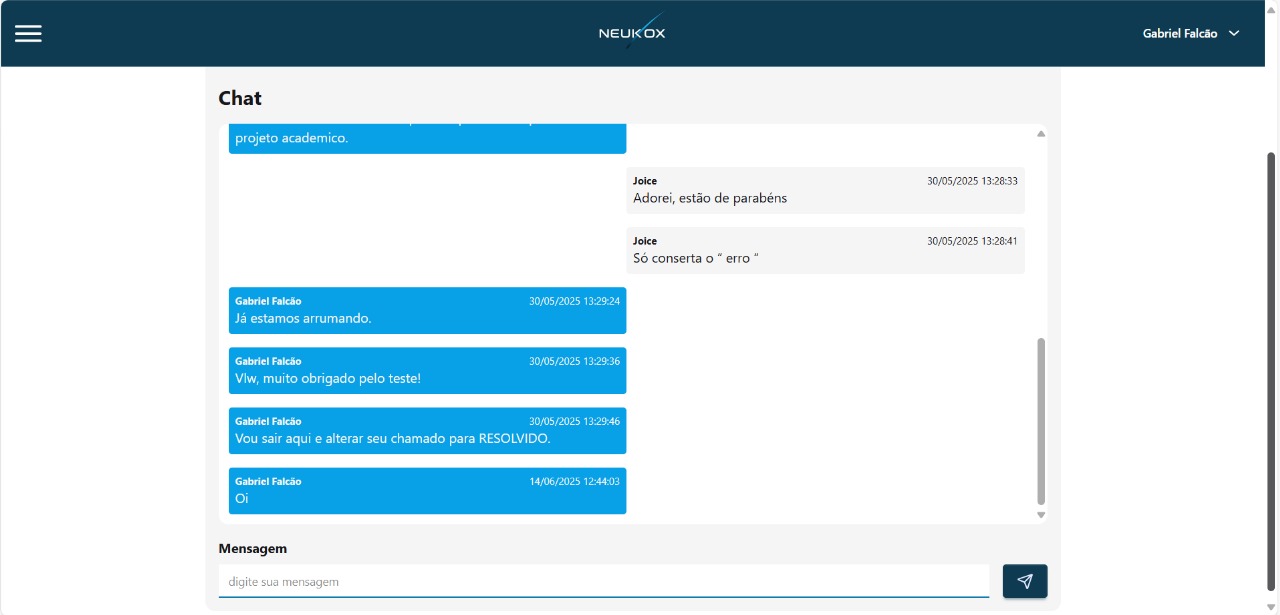 NEUKOX
Gabriel Falcão
Chat
projeto academico.
Joice 30/05/2025 13:28:33
Adorei, estão de parabéns
Joice 30/05/2025 13:28:41
Só conserta o “ erro “
Gabriel Falcão 30/05/2025 13:29:24
Já estamos arrumando.
Gabriel Falcão 30/05/2025 13:29:36
Vlw, muito obrigado pelo teste!
Gabriel Falcão 30/05/2025 13:29:46
Vou sair aqui e alterar seu chamado para RESOLVIDO.
Gabriel Falcão 14/06/2025 12:44:03
Oi
Mensagem
digite sua mensagem